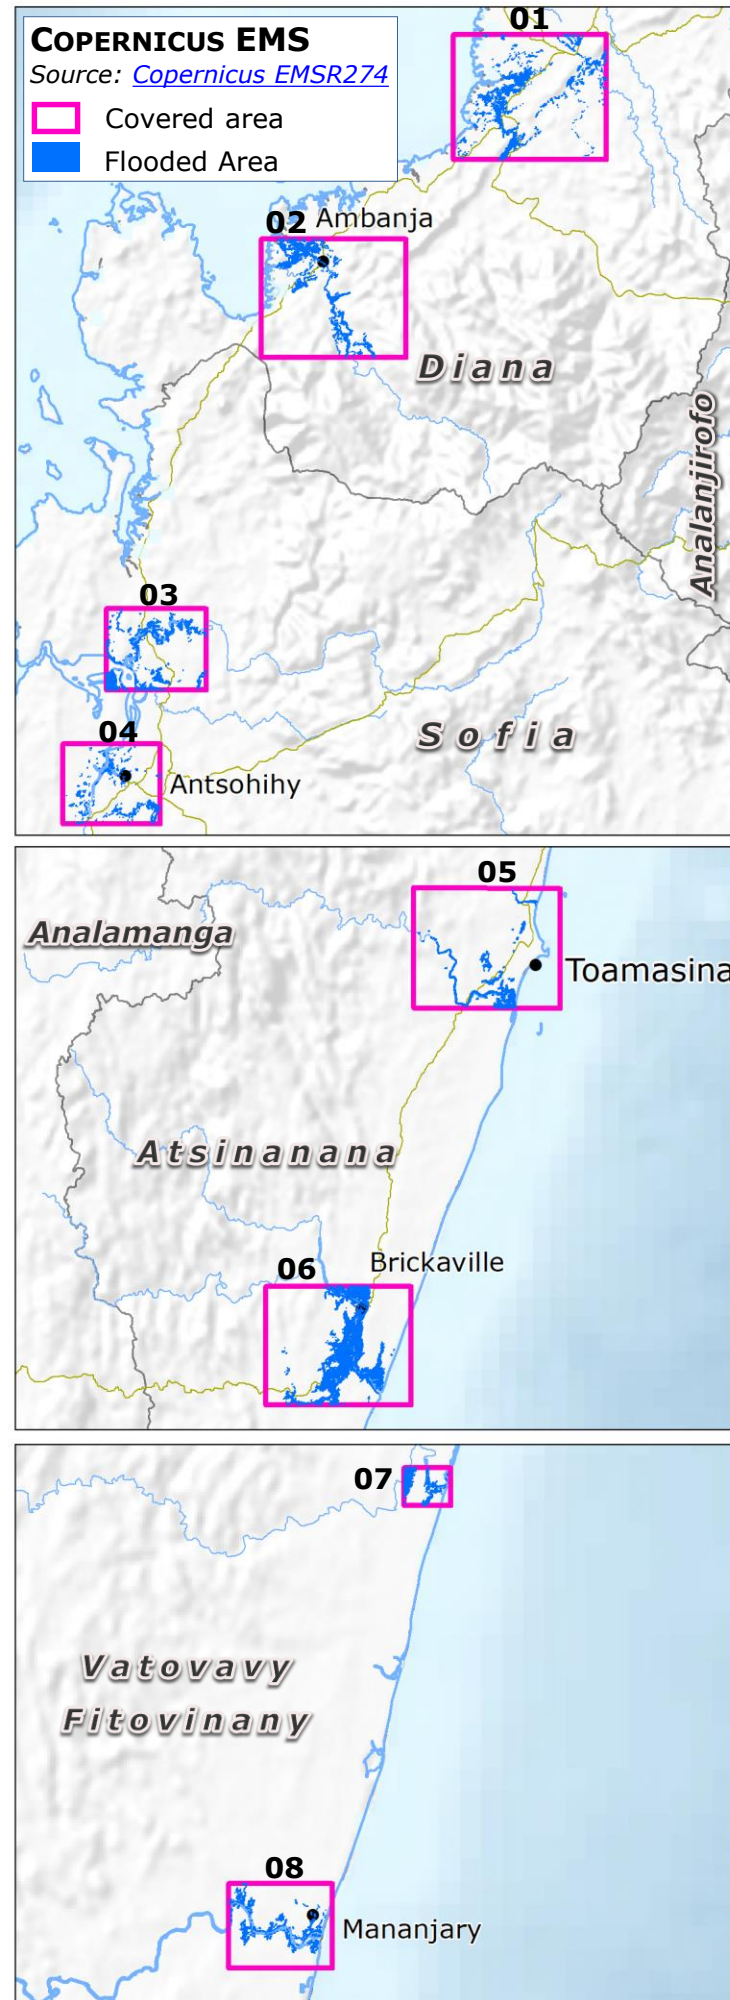 COPERNICUS EMS
Source: Copernicus EMSR274
Covered area
Flooded Area
01
02 Ambanja
Diana
Analanjirofo
03
Sofia
04
Antsohihy
05
Analamanga
Toamasina
Atsinanana
Brickaville
06
07
Vatovavy
Fitovinany
08
Mananjary